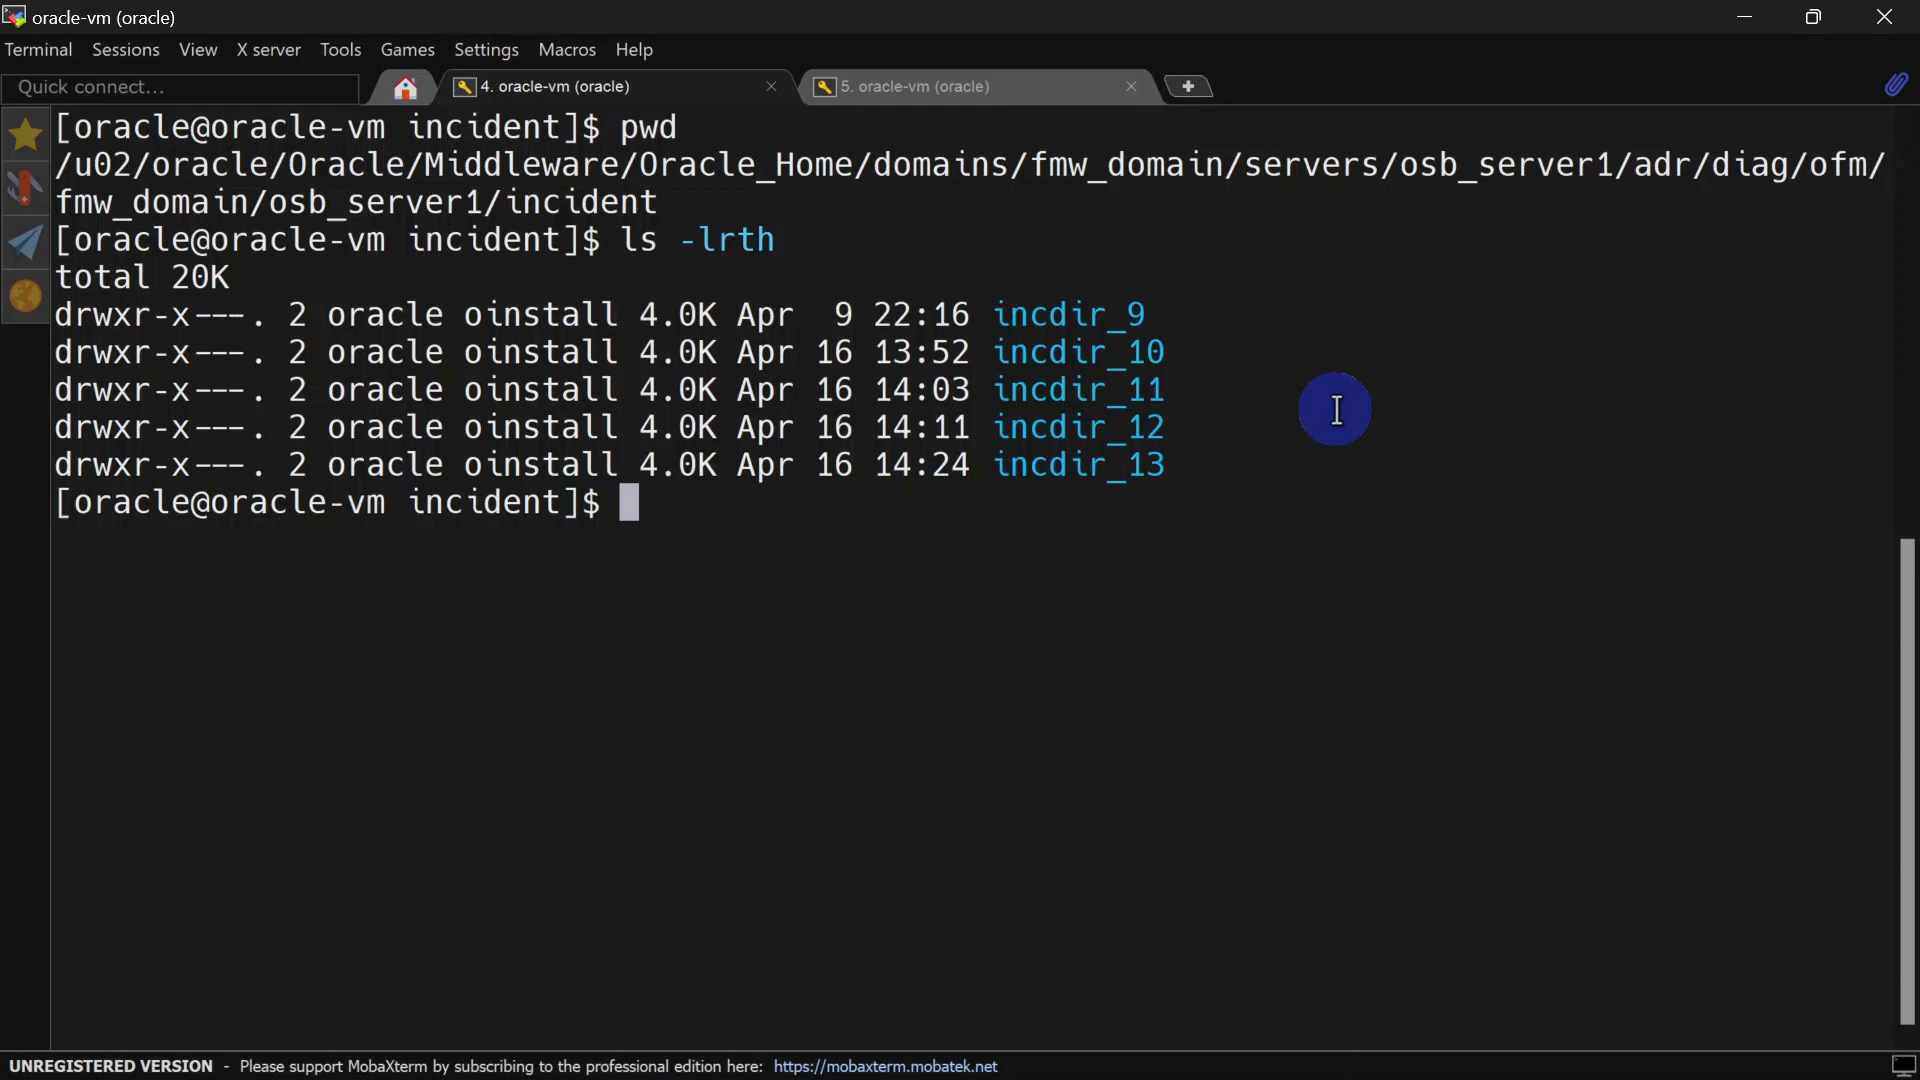 oracle-vm (oracle)
Terminal Sessions View X server Tools Games Settings Macros Help
Quick connect... 4. oracle-vm (oracle) 5. oracle-vm (oracle)
[oracle@oracle-vm incident]$ pwd
/u02/oracle/Oracle/Middleware/Oracle_Home/domains/fmw_domain/servers/osb_server1/adr/diag/ofm/
fmw_domain/osb_server1/incident
[oracle@oracle-vm incident]$ ls -lrth
total 20K
drwxr-x---. 2 oracle oinstall 4.0K Apr  9 22:16 incdir_9
drwxr-x---. 2 oracle oinstall 4.0K Apr 16 13:52 incdir_10
drwxr-x---. 2 oracle oinstall 4.0K Apr 16 14:03 incdir_11
drwxr-x---. 2 oracle oinstall 4.0K Apr 16 14:11 incdir_12
drwxr-x---. 2 oracle oinstall 4.0K Apr 16 14:24 incdir_13
[oracle@oracle-vm incident]$
UNREGISTERED VERSION - Please support MobaXterm by subscribing to the professional edition here: https://mobaxterm.mobatek.net